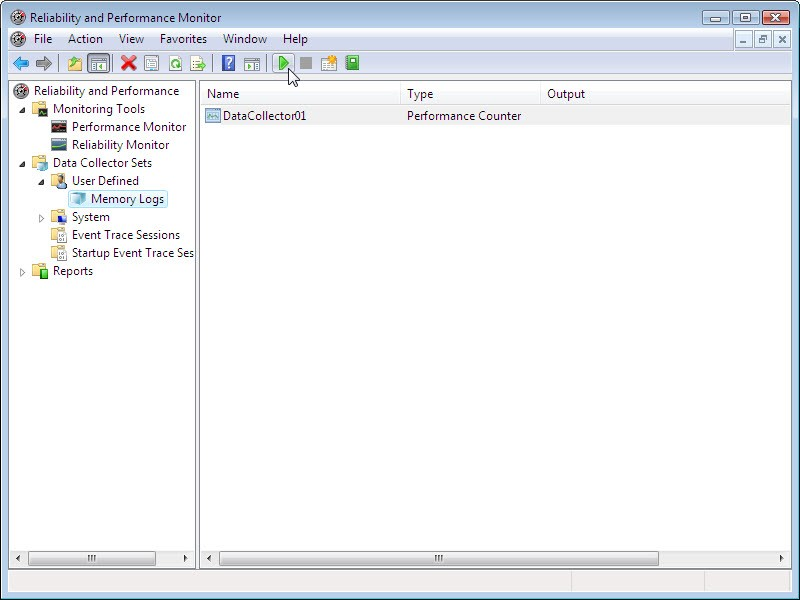 Reliability and Performance Monitor
File Action View Favorites Window Help
Reliability and Performance
Monitoring Tools
Performance Monitor
Reliability Monitor
Data Collector Sets
User Defined
Memory Logs
System
Event Trace Sessions
Startup Event Trace Ses
Reports
Name Type Output
DataCollector01 Performance Counter